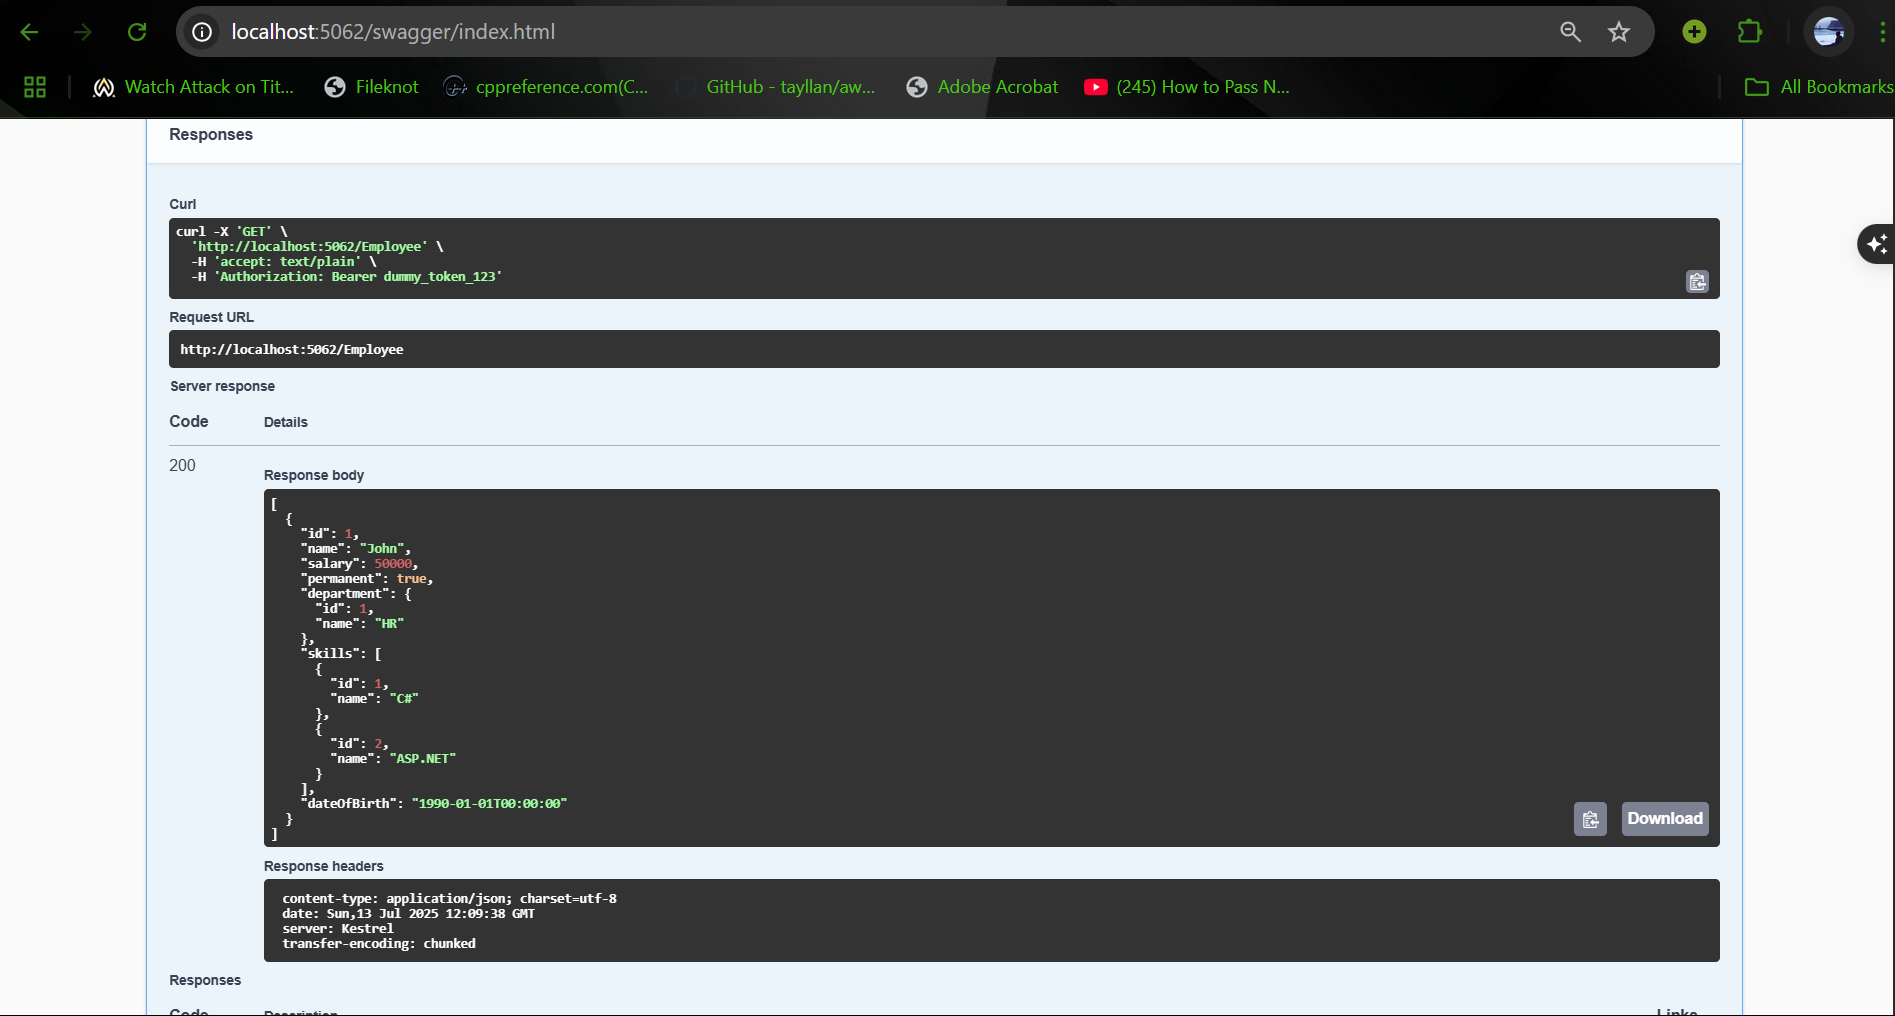 localhost:5062/swagger/index.html
Watch Attack on Tit...
Fileknot
cppreference.com(C...
GitHub - tayllan/aw...
Adobe Acrobat
(245) How to Pass N...
All Bookmarks
Responses
Curl
curl -X 'GET' \
'http://localhost:5062/Employee' \
-H 'accept: text/plain' \
-H 'Authorization: Bearer dummy_token_123'
Request URL
http://localhost:5062/Employee
Server response
Code Details
200
Response body
[
{
"id": 1,
"name": "John",
"salary": 50000,
"permanent": true,
"department": {
"id": 1,
"name": "HR"
},
"skills": [
{
"id": 1,
"name": "C#"
},
{
"id": 2,
"name": "ASP.NET"
}
],
"dateOfBirth": "1990-01-01T00:00:00"
}
]
Download
Response headers
content-type: application/json; charset=utf-8
date: Sun,13 Jul 2025 12:09:38 GMT
server: Kestrel
transfer-encoding: chunked
Responses
Code Description Links